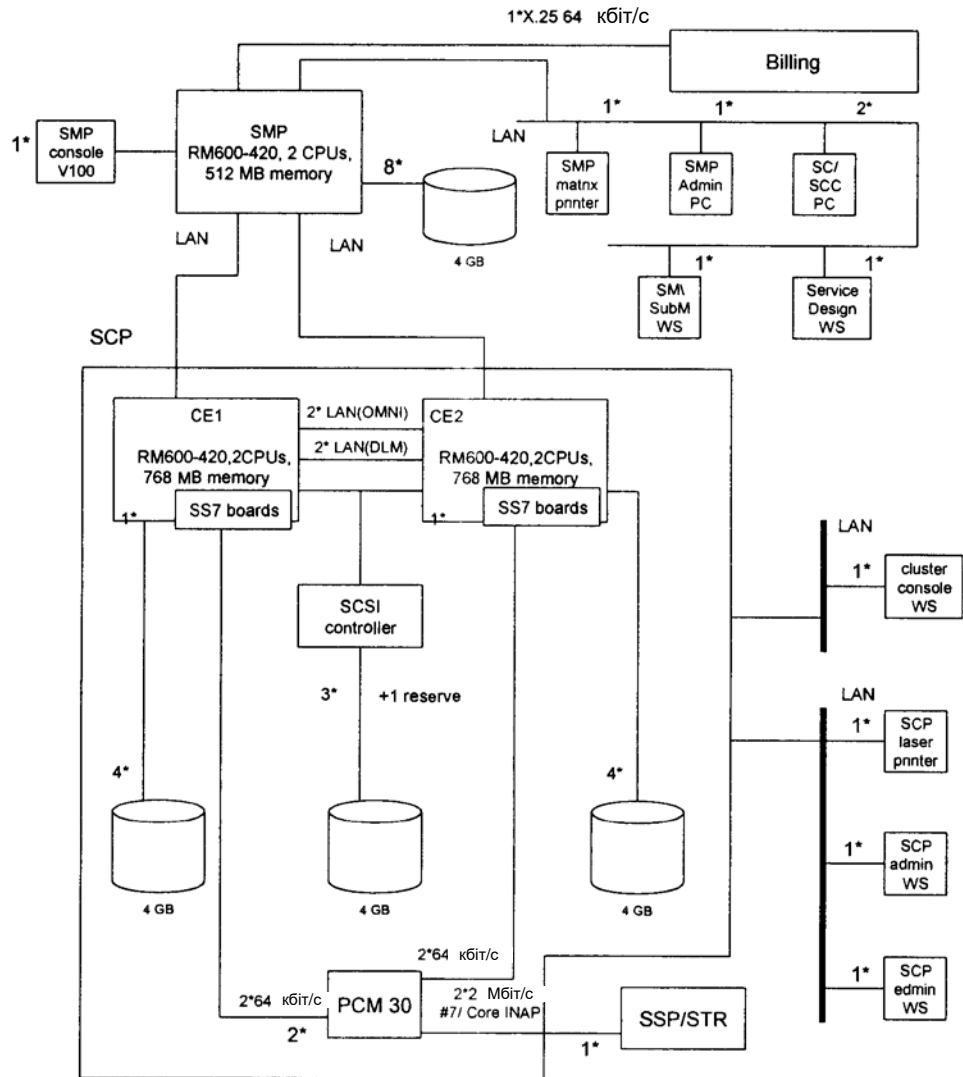 1*X.25 64 кбіт/с
Billing
SMP
RM600-420, 2 CPUs,
512 MB memory
1*
SMP
console
V100
8*
4 GB
LAN
1*
1*
2*
SMP
matrix
printer
SMP
Admin
PC
SC/
SCC
PC
LAN
LAN
1*
1*
SM\
SubM
WS
Service
Design
WS
SCP
CE1
RM600-420,2CPUs,
768 MB memory
SS7 boards
1*
2* LAN(OMNI)
2* LAN(DLM)
CE2
RM600-420,2CPUs,
768 MB memory
SS7 boards
1*
LAN
1*
cluster
console
WS
SCSI
controller
3*
+1 reserve
LAN
1*
SCP
laser
printer
4*
4*
4 GB
4 GB
4 GB
1*
SCP
admin
WS
2*64 кбіт/с
2*64 кбіт/с
2*
PCM 30
2*2 Мбіт/с
#7/ Core INAP
1*
SSP/STR
1*
SCP
edmin
WS